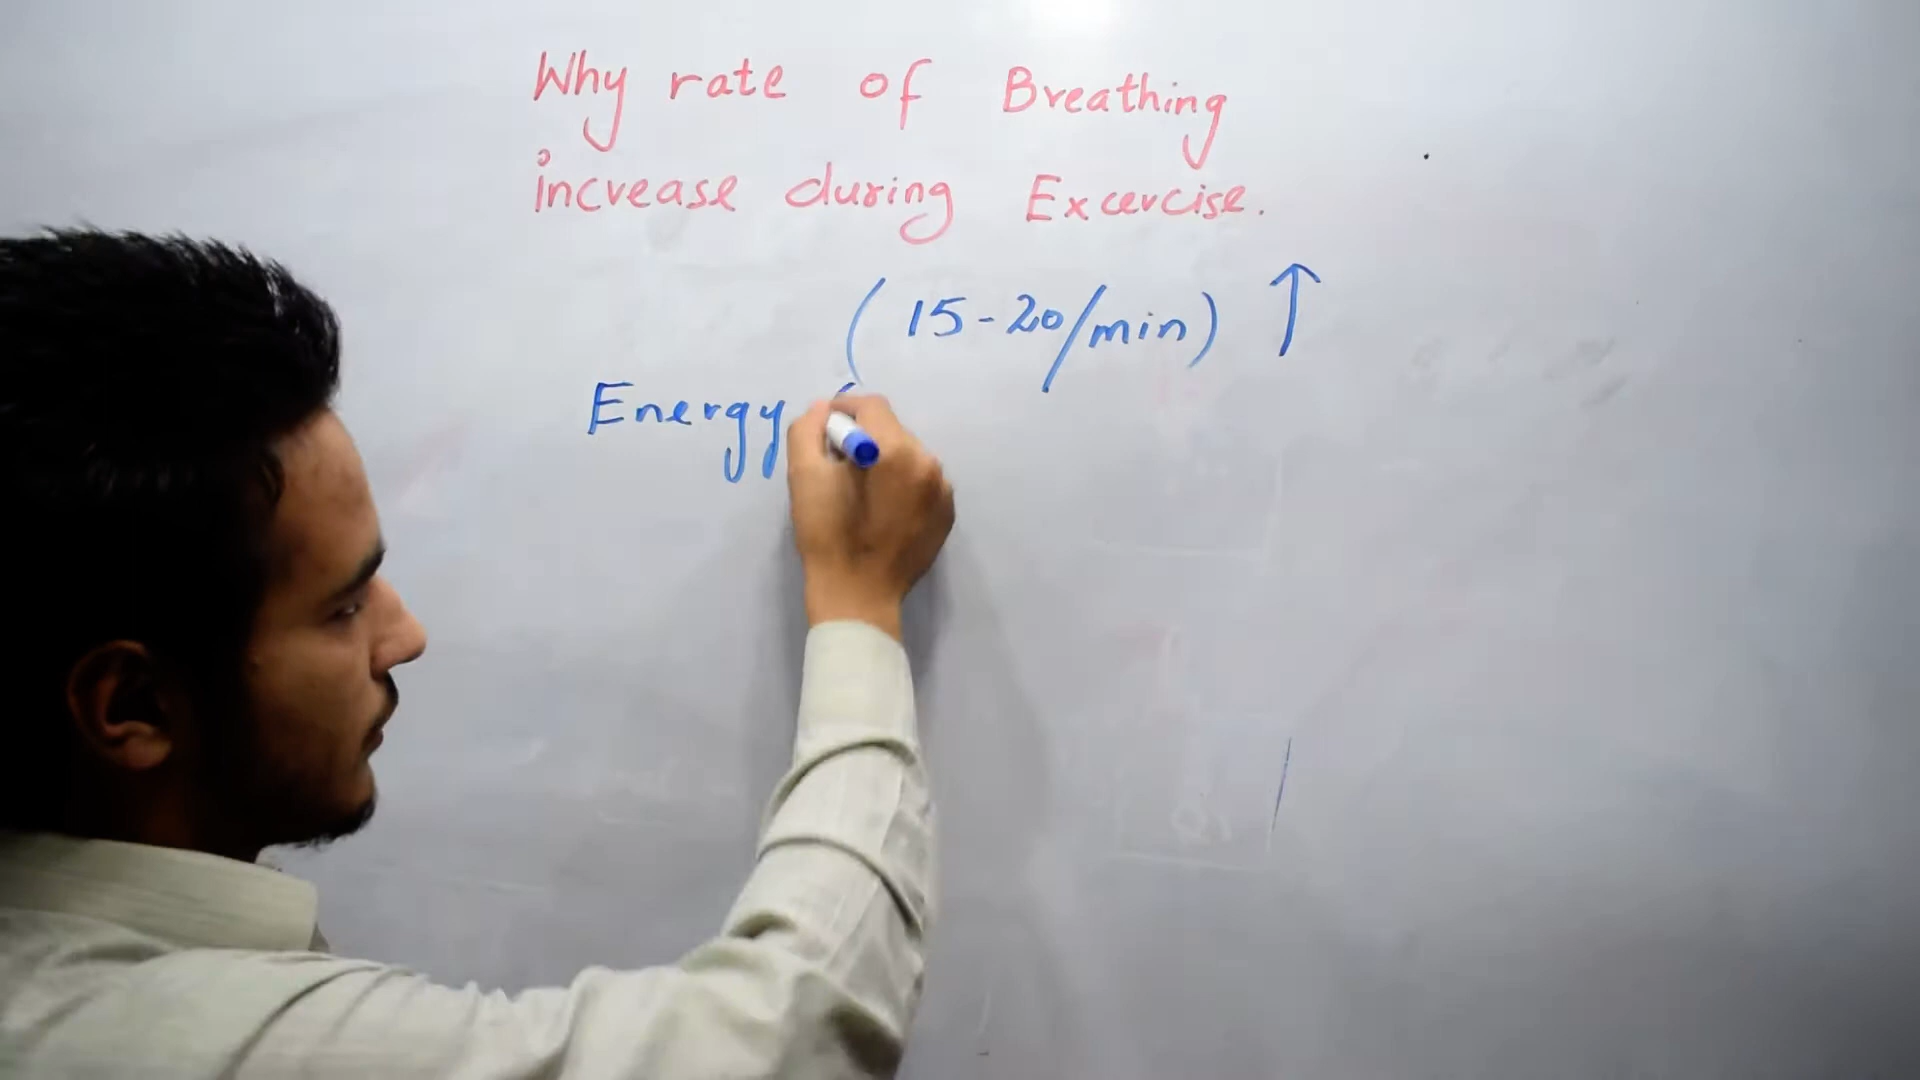 Why rate of Breathing
increase during Excercise.
(15-20/min) ↑
Energy (